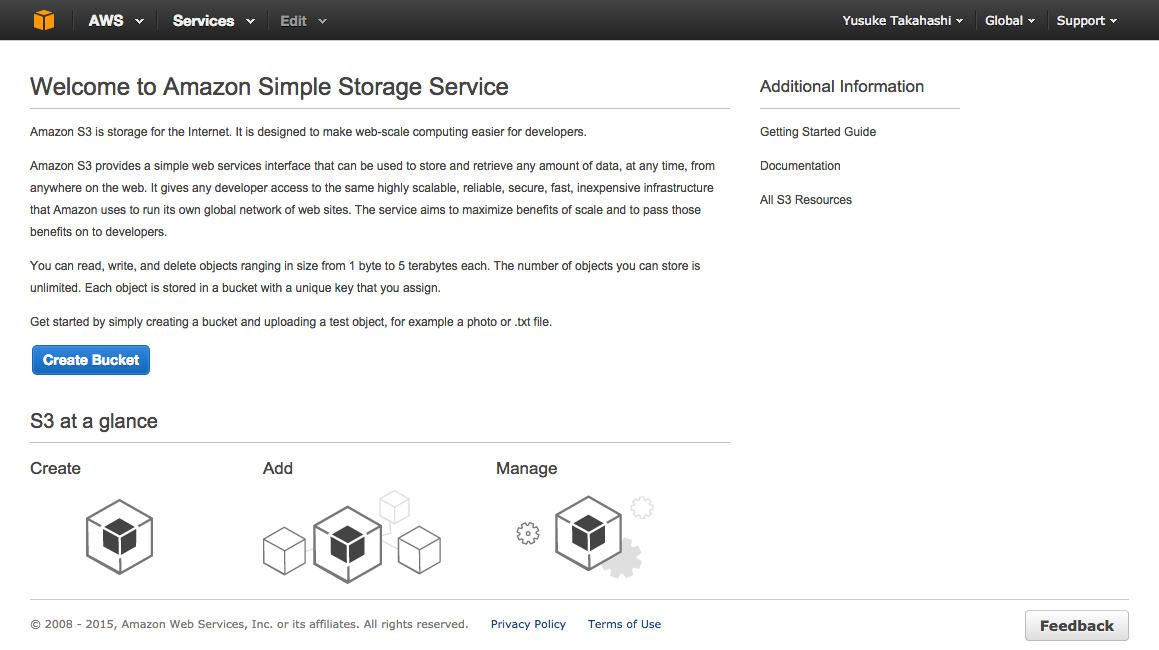 AWS Services Edit Yusuke Takahashi Global Support
Welcome to Amazon Simple Storage Service
Amazon S3 is storage for the Internet. It is designed to make web-scale computing easier for developers.
Amazon S3 provides a simple web services interface that can be used to store and retrieve any amount of data, at any time, from
anywhere on the web. It gives any developer access to the same highly scalable, reliable, secure, fast, inexpensive infrastructure
that Amazon uses to run its own global network of web sites. The service aims to maximize benefits of scale and to pass those
benefits on to developers.
You can read, write, and delete objects ranging in size from 1 byte to 5 terabytes each. The number of objects you can store is
unlimited. Each object is stored in a bucket with a unique key that you assign.
Get started by simply creating a bucket and uploading a test object, for example a photo or .txt file.
Create Bucket
Additional Information
Getting Started Guide
Documentation
All S3 Resources
S3 at a glance
Create Add Manage
© 2008 - 2015, Amazon Web Services, Inc. or its affiliates. All rights reserved. Privacy Policy Terms of Use
Feedback